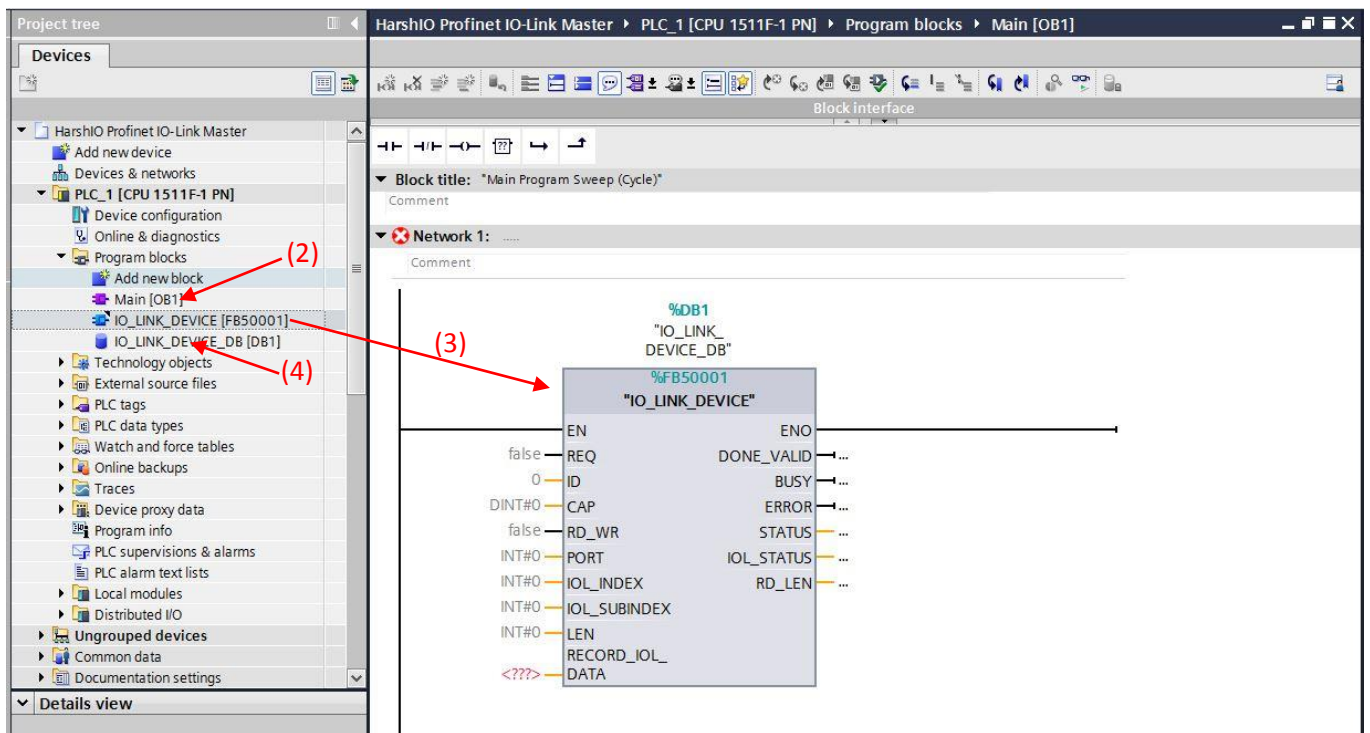 Project tree
Devices
HarshIO Profinet IO-Link Master
Add new device
Devices & networks
PLC_1 [CPU 1511F-1 PN]
Device configuration
Online & diagnostics
Program blocks
(2)
Add new block
Main [OB1]
IO_LINK_DEVICE [FB50001]
IO_LINK_DEVICE_DB [DB1]
(4)
Technology objects
External source files
PLC tags
PLC data types
Watch and force tables
Online backups
Traces
Device proxy data
Program info
PLC supervisions & alarms
PLC alarm text lists
Local modules
Distributed I/O
Ungrouped devices
Common data
Documentation settings
Details view
HarshIO Profinet IO-Link Master PLC_1 [CPU 1511F-1 PN] Program blocks Main [OB1]
Block interface
??
Block title: "Main Program Sweep (Cycle)"
Comment
Network 1: .....
Comment
(3)
%DB1
"IO_LINK_
DEVICE_DB"
%FB50001
"IO_LINK_DEVICE"
EN ENO
false REQ DONE_VALID ...
0 ID BUSY ...
DINT#0 CAP ERROR ...
false RD_WR STATUS ...
INT#0 PORT IOL_STATUS ...
INT#0 IOL_INDEX RD_LEN ...
INT#0 IOL_SUBINDEX
INT#0 LEN
RECORD_IOL_
<???> DATA